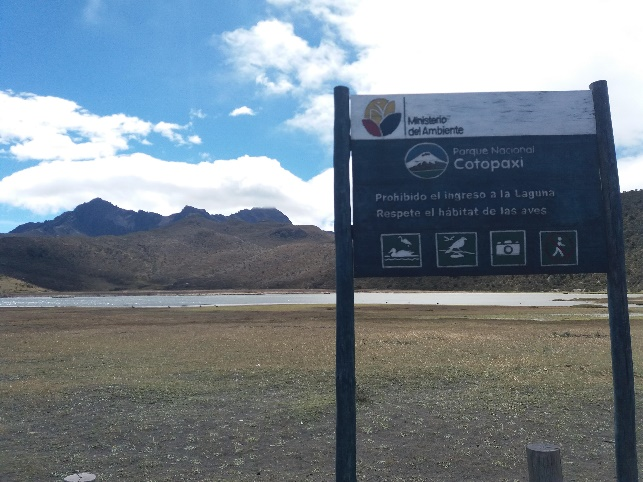 Ministerio
del Ambiente
Parque Nacional
Cotopaxi
Prohibido el ingreso a la Laguna
Respete el hábitat de las aves